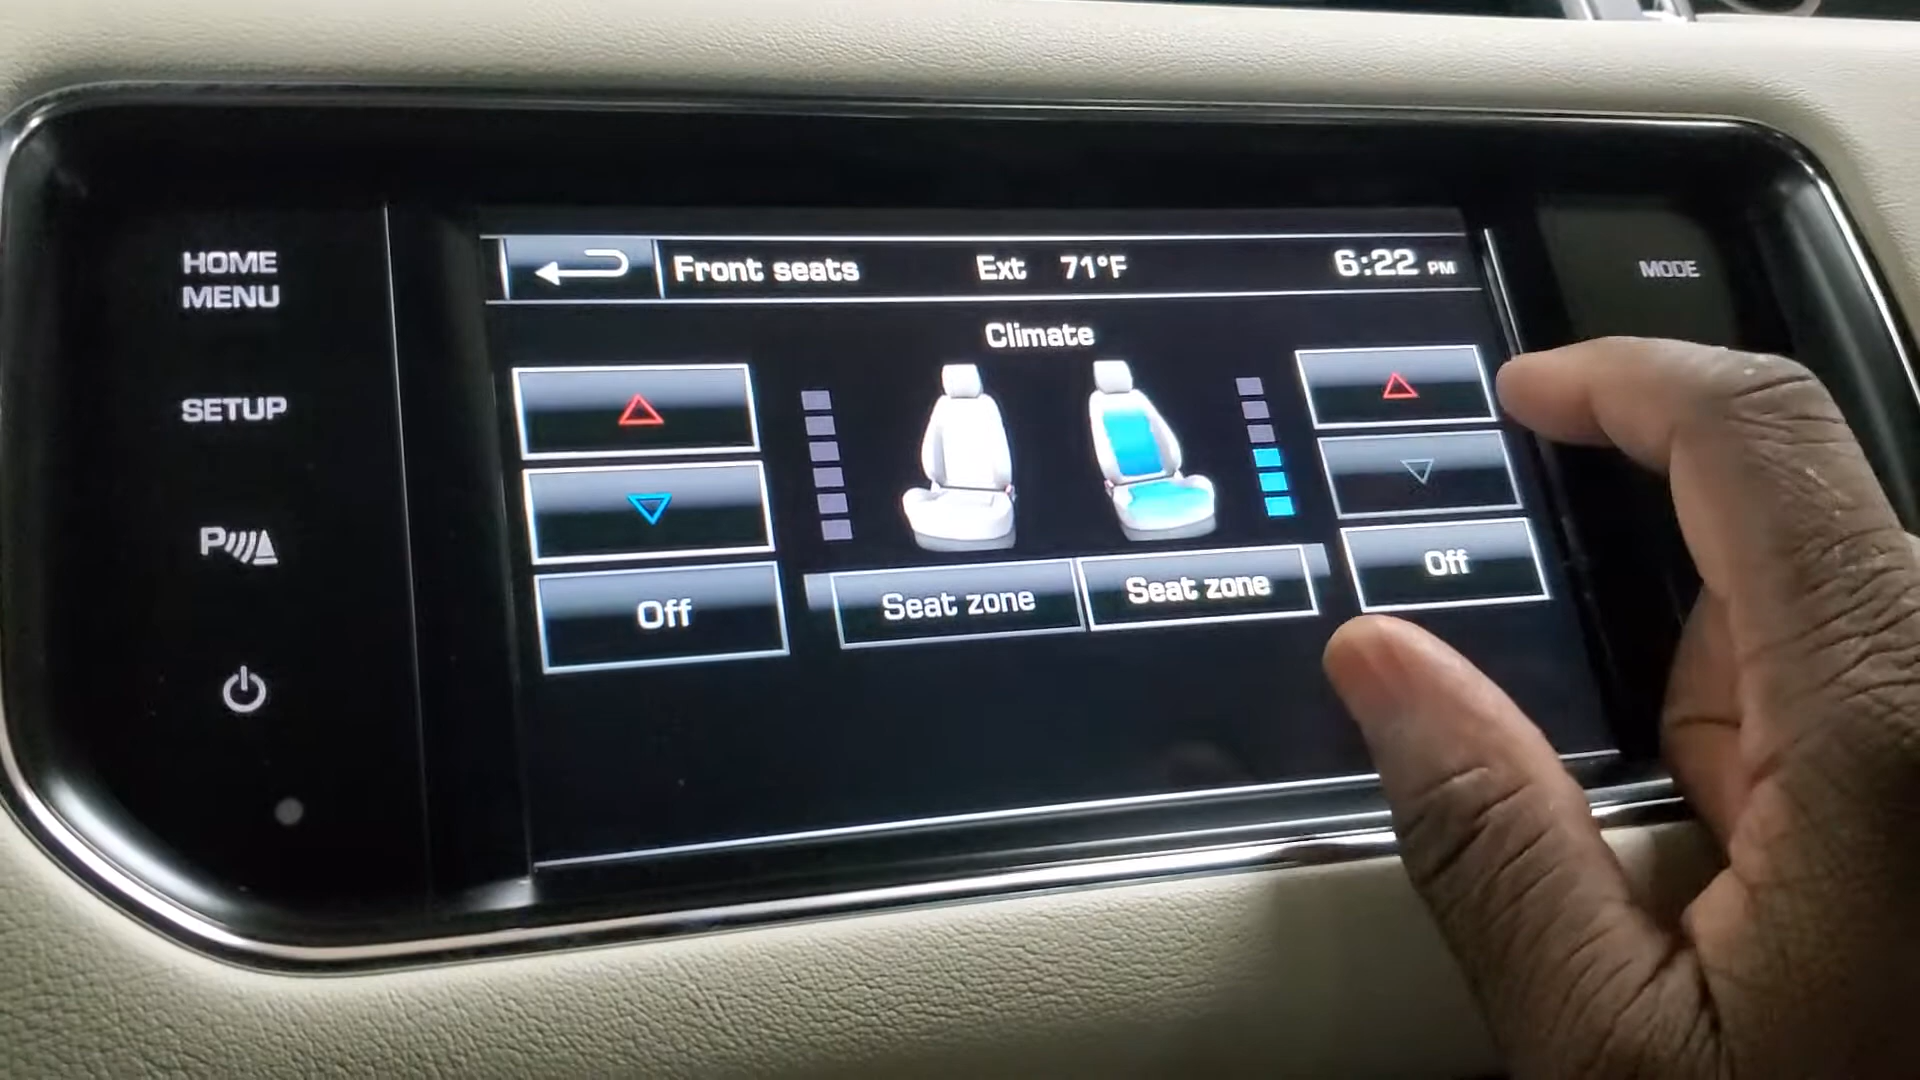 HOME
MENU
SETUP
P
Front seats
Ext 71°F
6:22 PM
MODE
Climate
Off
Seat zone
Seat zone
Off